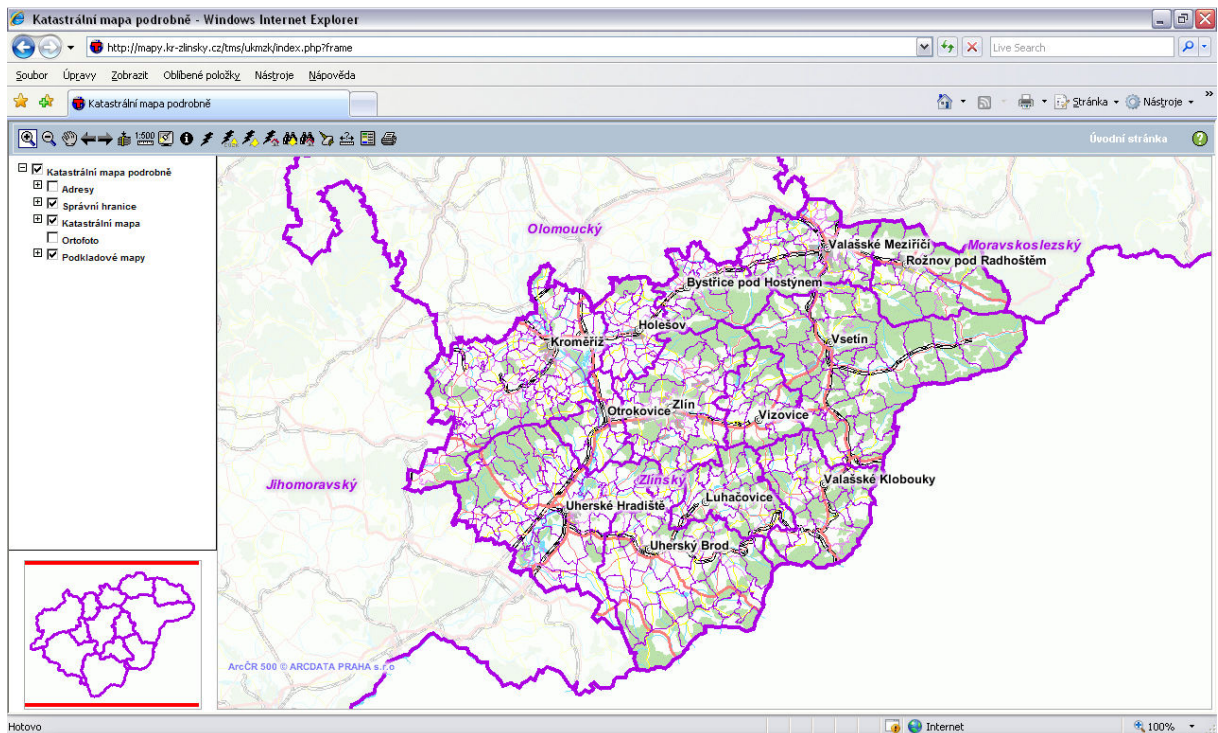 Katastrální mapa podrobně - Windows Internet Explorer
http://mapy.kr-zlinsky.cz/tms/ukmzk/index.php?frame
Live Search
Soubor Úpravy Zobrazit Oblíbené položky Nástroje Nápověda
Katastrální mapa podrobně
Stránka
Nástroje
1:500
Úvodní stránka
Katastrální mapa podrobně
Adresy
Správní hranice
Katastrální mapa
Ortofoto
Podkladové mapy
Olomoucký
Moravskoslezský
Valašské Meziříčí
Rožnov pod Radhoštěm
Bystřice pod Hostýnem
Holešov
Kroměříž
Vsetín
Otrokovice
Zlín
Vizovice
Jihomoravský
Zlínský
Valašské Klobouky
Luhačovice
Uherské Hradiště
Uherský Brod
ArcČR 500 © ARCDATA PRAHA s.r.o
Hotovo
Internet
100%